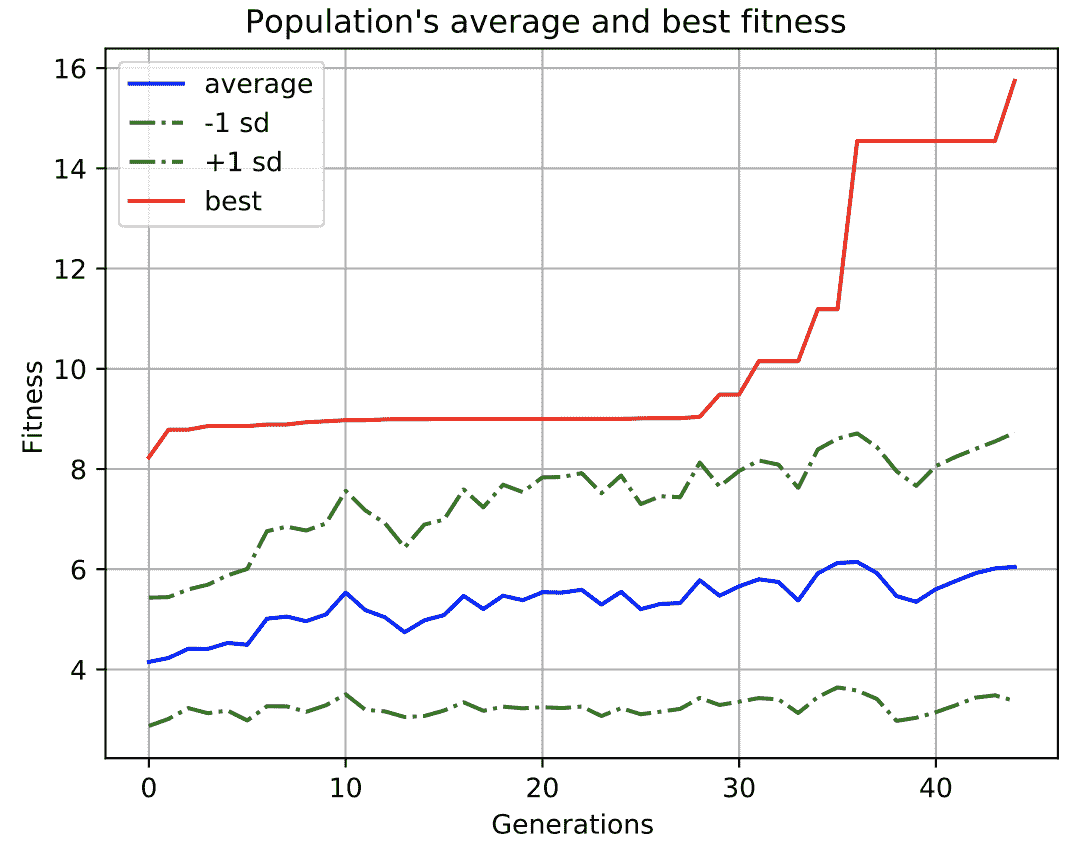 Population's average and best fitness
16
14
12
10
8
6
4
Fitness
average
-1 sd
+1 sd
best
0 10 20 30 40
Generations